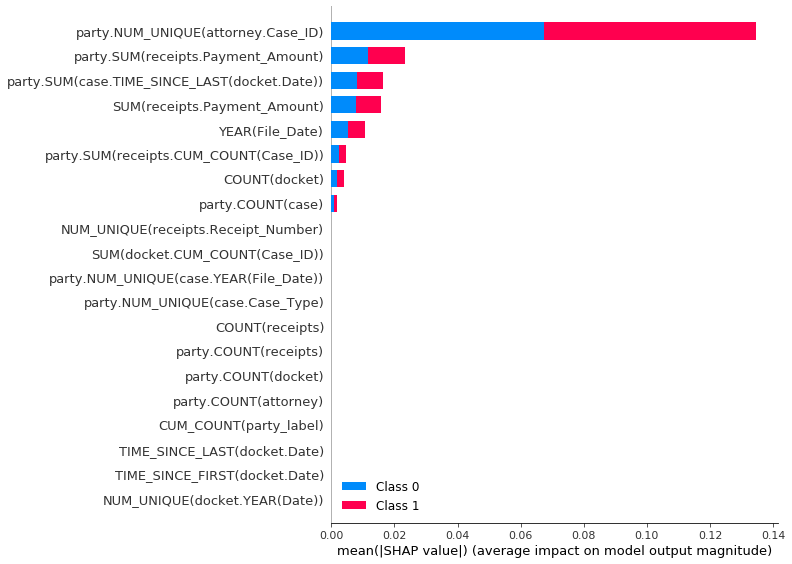 party.NUM_UNIQUE(attorney.Case_ID)
party.SUM(receipts.Payment_Amount)
party.SUM(case.TIME_SINCE_LAST(docket.Date))
SUM(receipts.Payment_Amount)
YEAR(File_Date)
party.SUM(receipts.CUM_COUNT(Case_ID))
COUNT(docket)
party.COUNT(case)
NUM_UNIQUE(receipts.Receipt_Number)
SUM(docket.CUM_COUNT(Case_ID))
party.NUM_UNIQUE(case.YEAR(File_Date))
party.NUM_UNIQUE(case.Case_Type)
COUNT(receipts)
party.COUNT(receipts)
party.COUNT(docket)
party.COUNT(attorney)
CUM_COUNT(party_label)
TIME_SINCE_LAST(docket.Date)
TIME_SINCE_FIRST(docket.Date)
NUM_UNIQUE(docket.YEAR(Date))
Class 0
Class 1
0.00 0.02 0.04 0.06 0.08 0.10 0.12 0.14
mean(|SHAP value|) (average impact on model output magnitude)